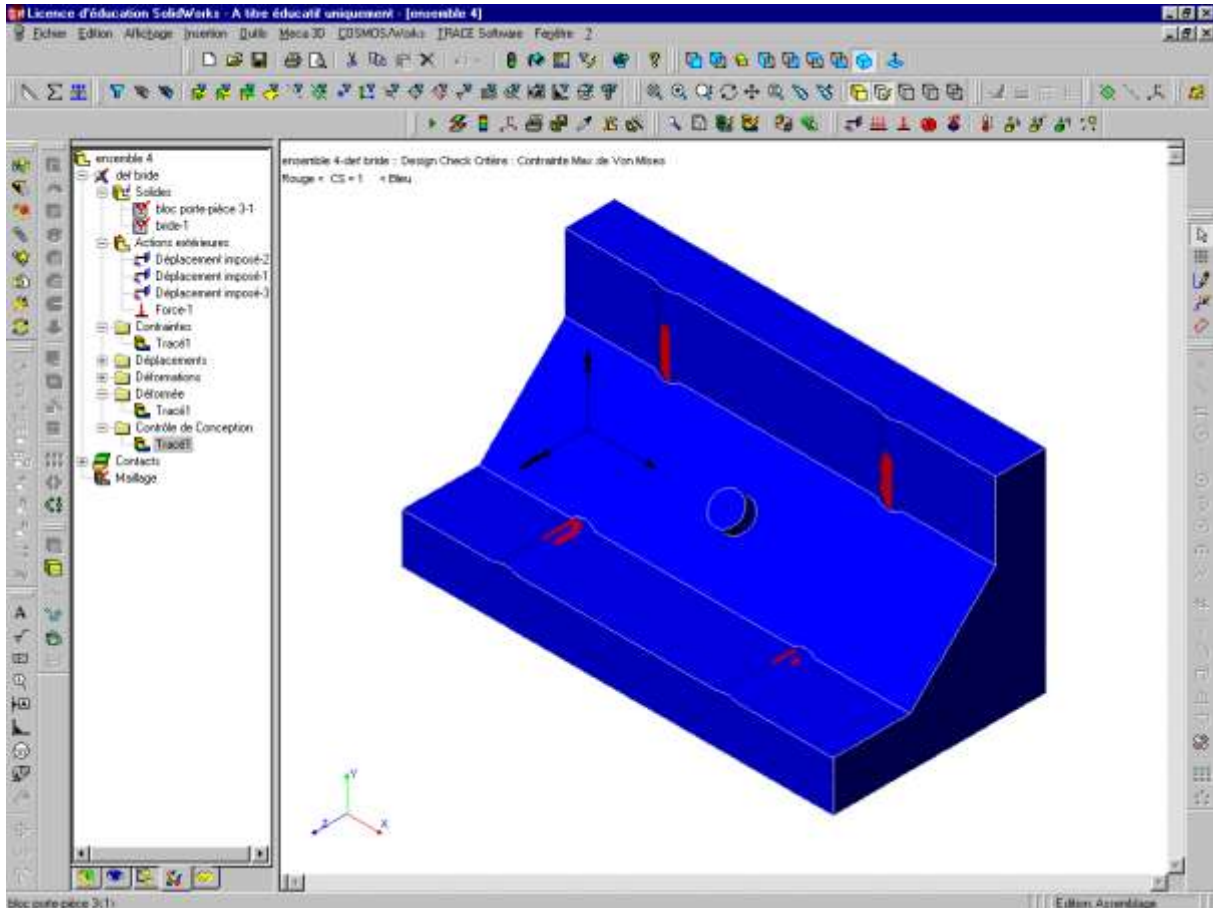 Licence d'éducation SolidWorks - A titre éducatif uniquement - [ensemble 4]
Fichier Edition Affichage Insertion Outils Meca 3D COSMOS/Works TRACE Software Fenêtre ?
ensemble 4
def bride
Solides
bloc porte-pièce 3-1
bride-1
Actions extérieures
Déplacement imposé-2
Déplacement imposé-1
Déplacement imposé-3
Force-1
Contraintes
Tracé1
Déplacements
Déformations
Déformée
Tracé1
Contrôle de Conception
Tracé1
Contacts
Maillage
ensemble 4-def bride :: Design Check Critère : Contrainte Max de Von Mises
Rouge < CS = 1 < Bleu
Y
Z
X
bloc porte-pièce 3(1)
Edition: Assemblage